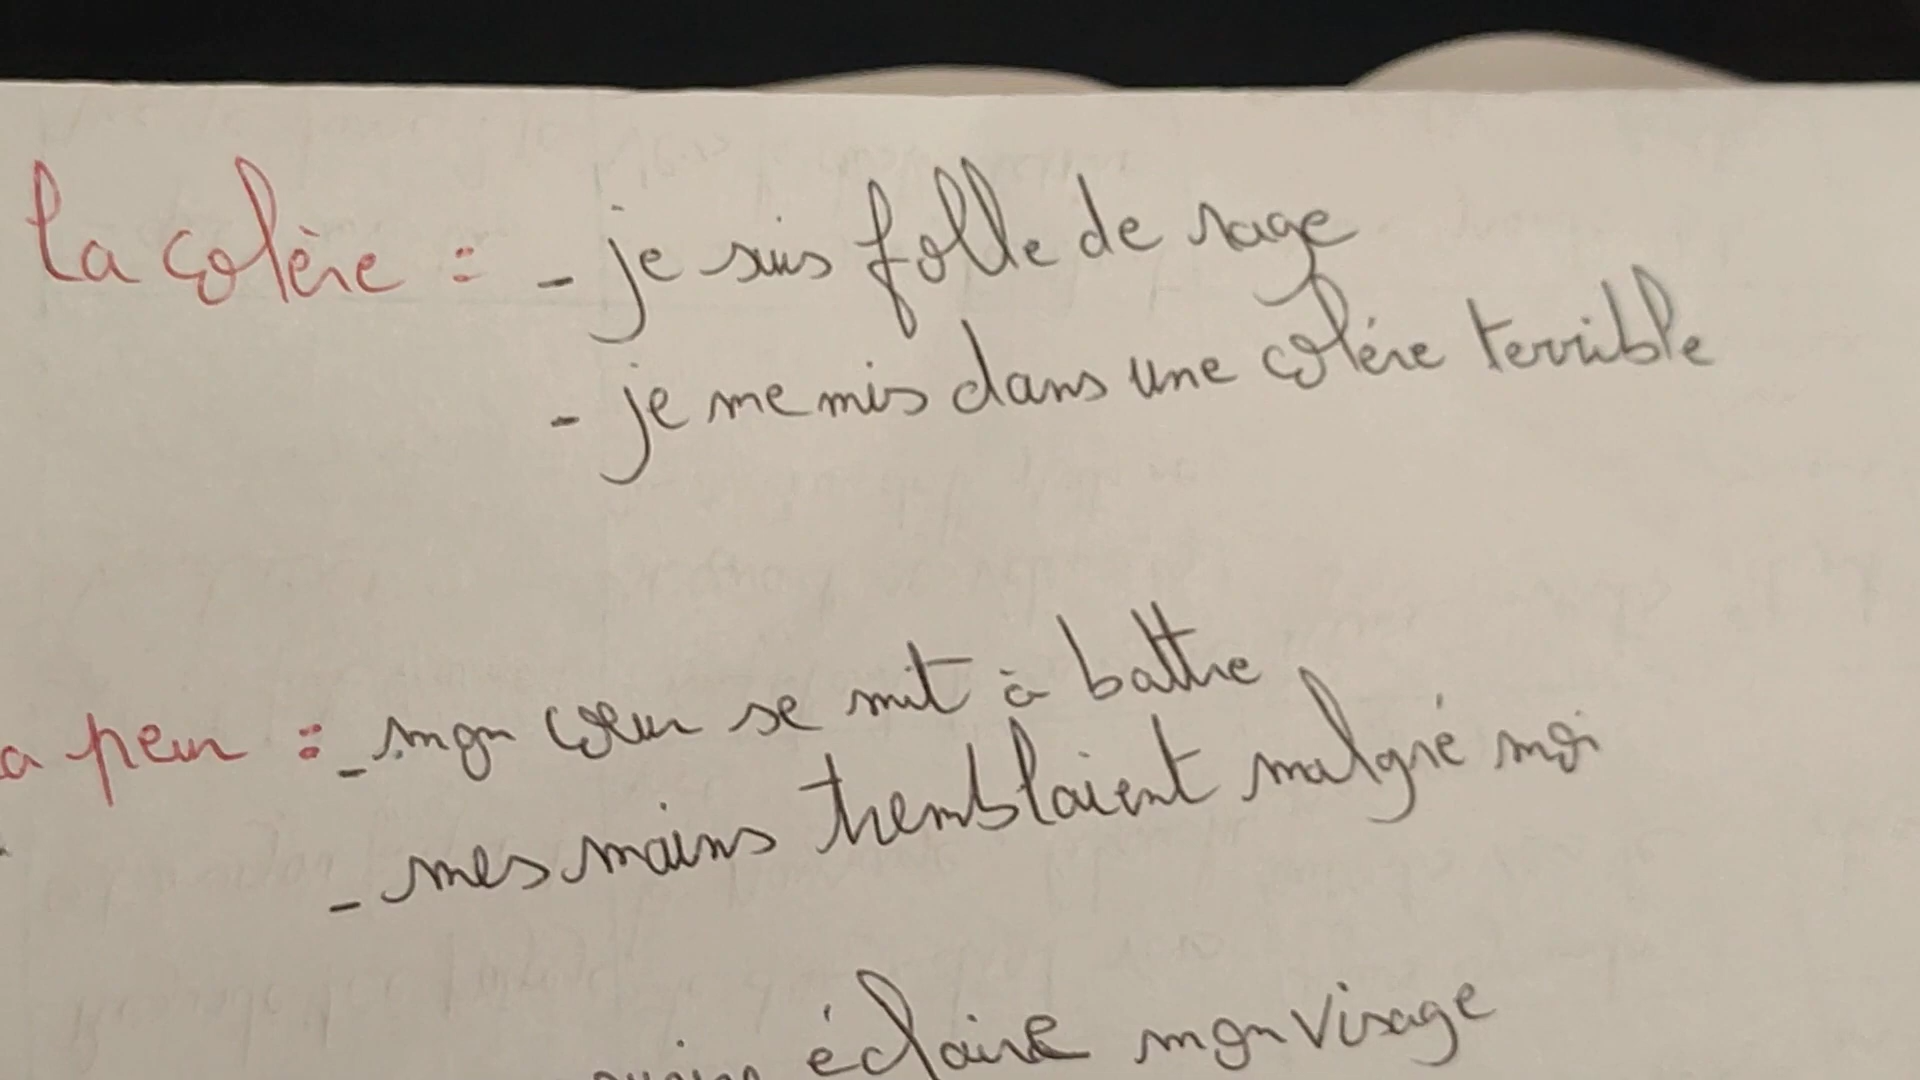 la colère : - je suis folle de rage
- je me mis dans une colére terrible
a peur : - mon cœur se mit à battre
- mes mains tremblaient malgré moi
éclaire mon visage